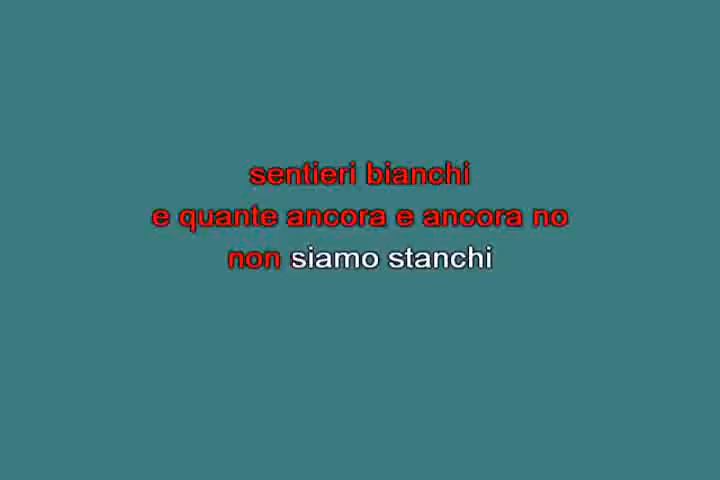 sentieri bianchi
e quante ancora e ancora no
non siamo stanchi